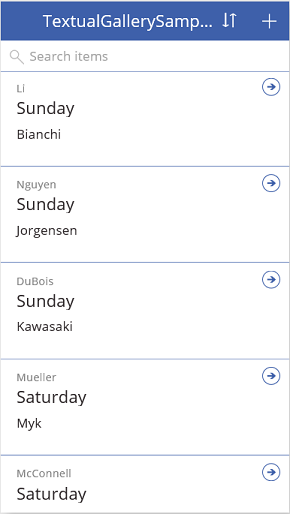 TextualGallerySamp...
Search items
Li
Sunday
Bianchi
Nguyen
Sunday
Jorgensen
DuBois
Sunday
Kawasaki
Mueller
Saturday
Myk
McConnell
Saturday